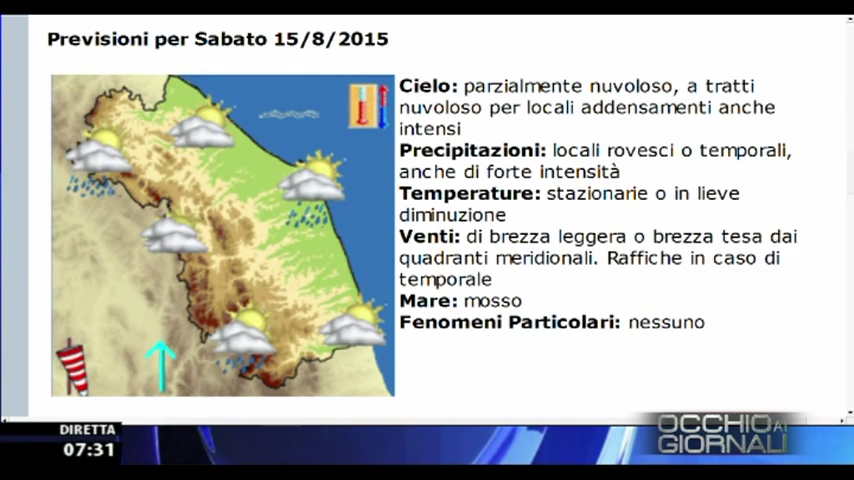 Previsioni per Sabato 15/8/2015
Cielo: parzialmente nuvoloso, a tratti
nuvoloso per locali addensamenti anche
intensi
Precipitazioni: locali rovesci o temporali,
anche di forte intensità
Temperature: stazionarie o in lieve
diminuzione
Venti: di brezza leggera o brezza tesa dai
quadranti meridionali. Raffiche in caso di
temporale
Mare: mosso
Fenomeni Particolari: nessuno
DIRETTA
07:31
OCCHIO AI
GIORNALI